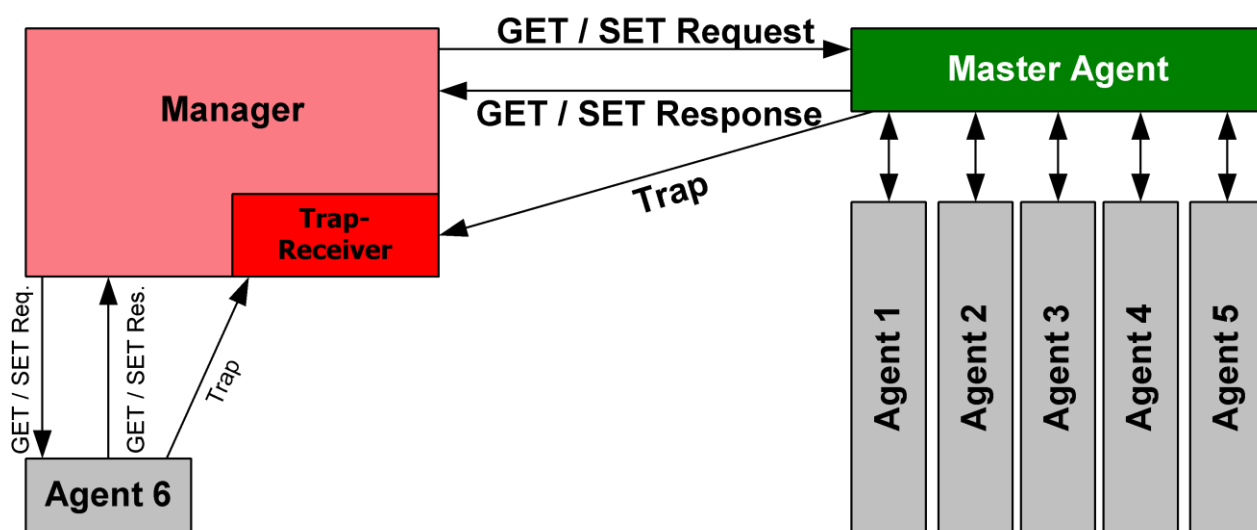 GET / SET Request
Manager
Master Agent
GET / SET Response
Trap
Trap-
Receiver
GET / SET Req.
GET / SET Res.
Trap
Agent 1
Agent 2
Agent 3
Agent 4
Agent 5
Agent 6